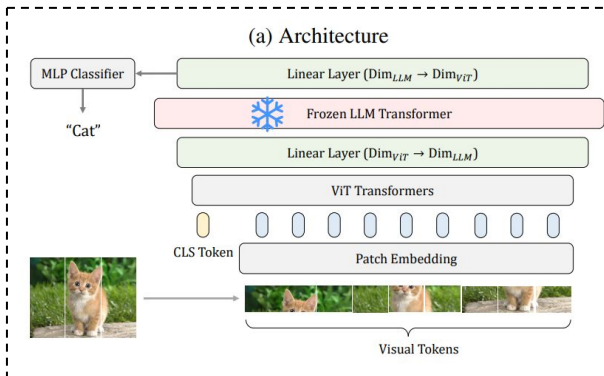 (a) Architecture
MLP Classifier
Linear Layer (Dim_LLM → Dim_ViT)
“Cat”
Frozen LLM Transformer
Linear Layer (Dim_ViT → Dim_LLM)
ViT Transformers
CLS Token
Patch Embedding
Visual Tokens